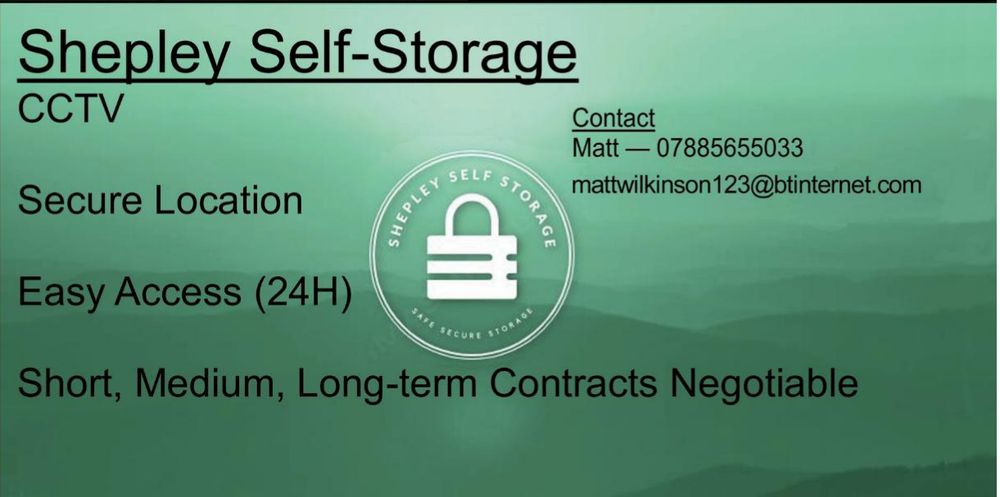 Shepley Self-Storage
CCTV
Secure Location
Easy Access (24H)
Short, Medium, Long-term Contracts Negotiable
Contact
Matt — 07885655033
mattwilkinson123@btinternet.com
SHEPLEY SELF STORAGE
SAFE SECURE STORAGE